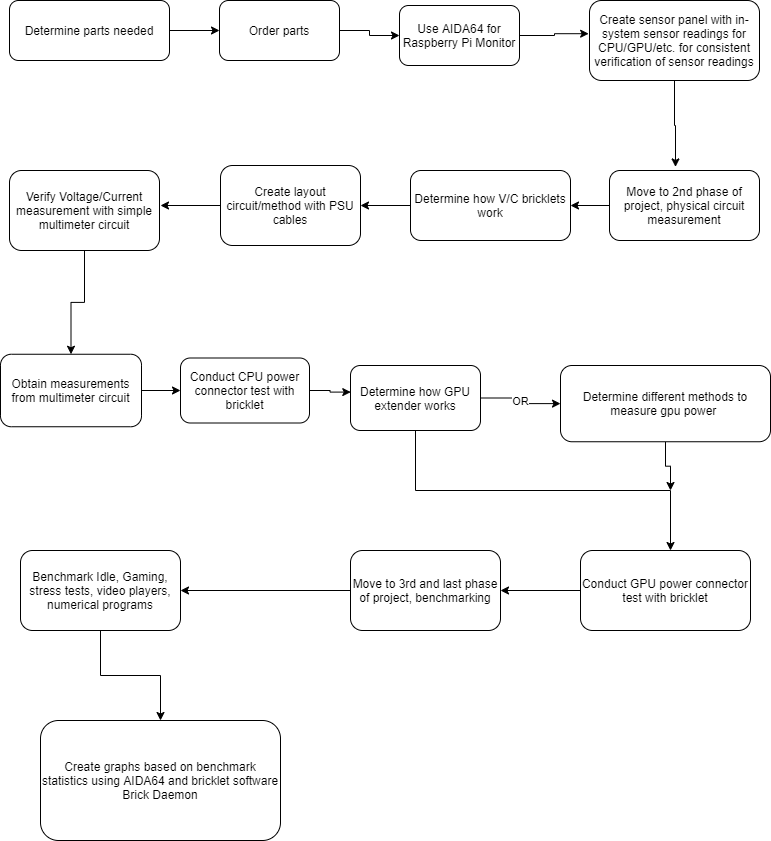 Determine parts needed
Order parts
Use AIDA64 for
Raspberry Pi Monitor
Create sensor panel with in-
system sensor readings for
CPU/GPU/etc. for consistent
verification of sensor readings
Move to 2nd phase of
project, physical circuit
measurement
Determine how V/C bricklets
work
Create layout
circuit/method with PSU
cables
Verify Voltage/Current
measurement with simple
multimeter circuit
Obtain measurements
from multimeter circuit
Conduct CPU power
connector test with
bricklet
Determine how GPU
extender works
OR
Determine different methods to
measure gpu power
Conduct GPU power connector
test with bricklet
Move to 3rd and last phase
of project, benchmarking
Benchmark Idle, Gaming,
stress tests, video players,
numerical programs
Create graphs based on benchmark
statistics using AIDA64 and bricklet software
Brick Daemon